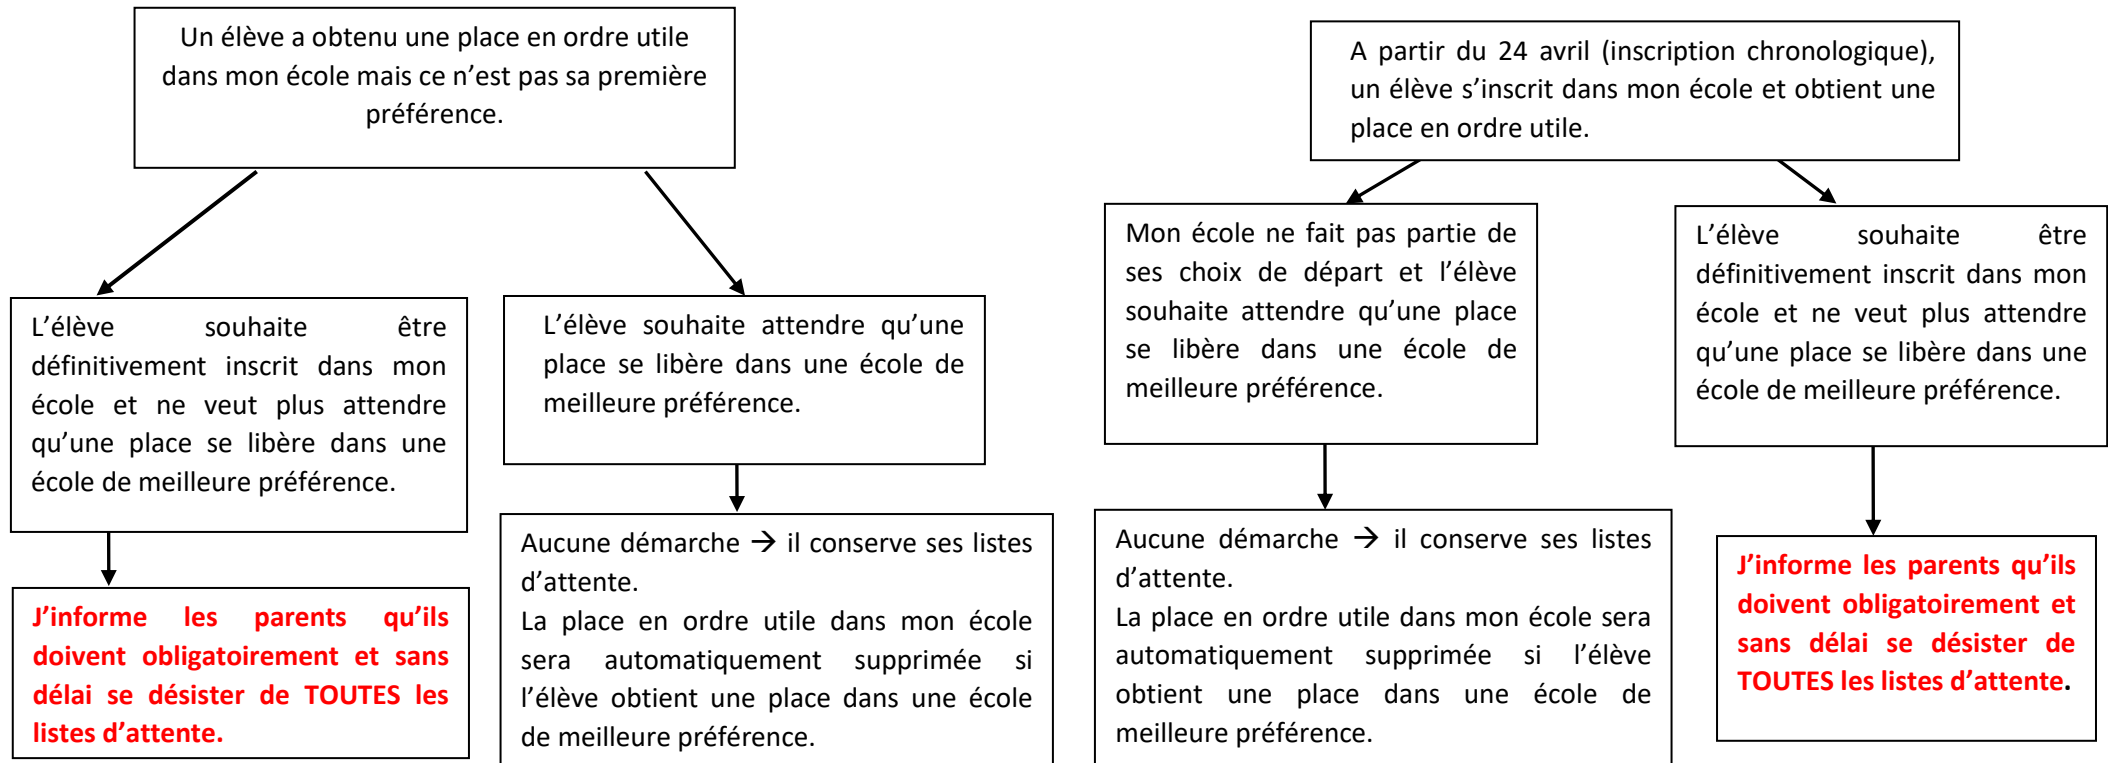 Un élève a obtenu une place en ordre utile
dans mon école mais ce n’est pas sa première
préférence.
L’élève souhaite être
définitivement inscrit dans mon
école et ne veut plus attendre
qu’une place se libère dans une
école de meilleure préférence.
J’informe les parents qu’ils
doivent obligatoirement et sans
délai se désister de TOUTES les
listes d’attente.
L’élève souhaite attendre qu’une
place se libère dans une école de
meilleure préférence.
Aucune démarche → il conserve ses listes
d’attente.
La place en ordre utile dans mon école
sera automatiquement supprimée si
l’élève obtient une place dans une école
de meilleure préférence.
A partir du 24 avril (inscription chronologique),
un élève s’inscrit dans mon école et obtient une
place en ordre utile.
Mon école ne fait pas partie de
ses choix de départ et l’élève
souhaite attendre qu’une place
se libère dans une école de
meilleure préférence.
Aucune démarche → il conserve ses listes
d’attente.
La place en ordre utile dans mon école sera
automatiquement supprimée si l’élève
obtient une place dans une école de
meilleure préférence.
L’élève souhaite être
définitivement inscrit dans mon
école et ne veut plus attendre
qu’une place se libère dans une
école de meilleure préférence.
J’informe les parents qu’ils
doivent obligatoirement et
sans délai se désister de
TOUTES les listes d’attente.